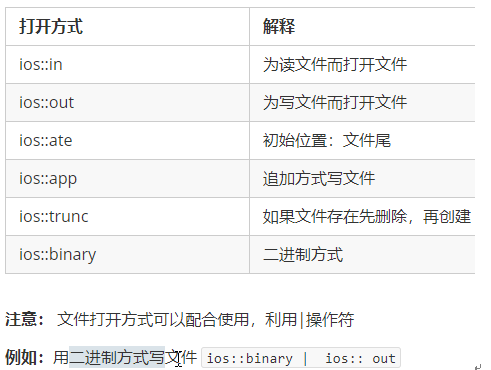 打开方式 解释
ios::in 为读文件而打开文件
ios::out 为写文件而打开文件
ios::ate 初始位置：文件尾
ios::app 追加方式写文件
ios::trunc 如果文件存在先删除，再创建
ios::binary 二进制方式
注意： 文件打开方式可以配合使用，利用|操作符
例如：用二进制方式写文件 ios::binary | ios:: out